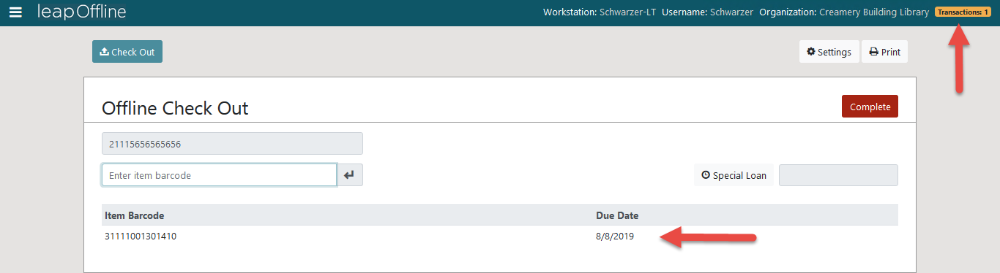 leapOffline
Workstation: Schwarzer-LT Username: Schwarzer Organization: Creamery Building Library Transactions: 1
Check Out
Settings Print
Offline Check Out
Complete
21115656565656
Enter item barcode
Special Loan
Item Barcode Due Date
31111001301410 8/8/2019